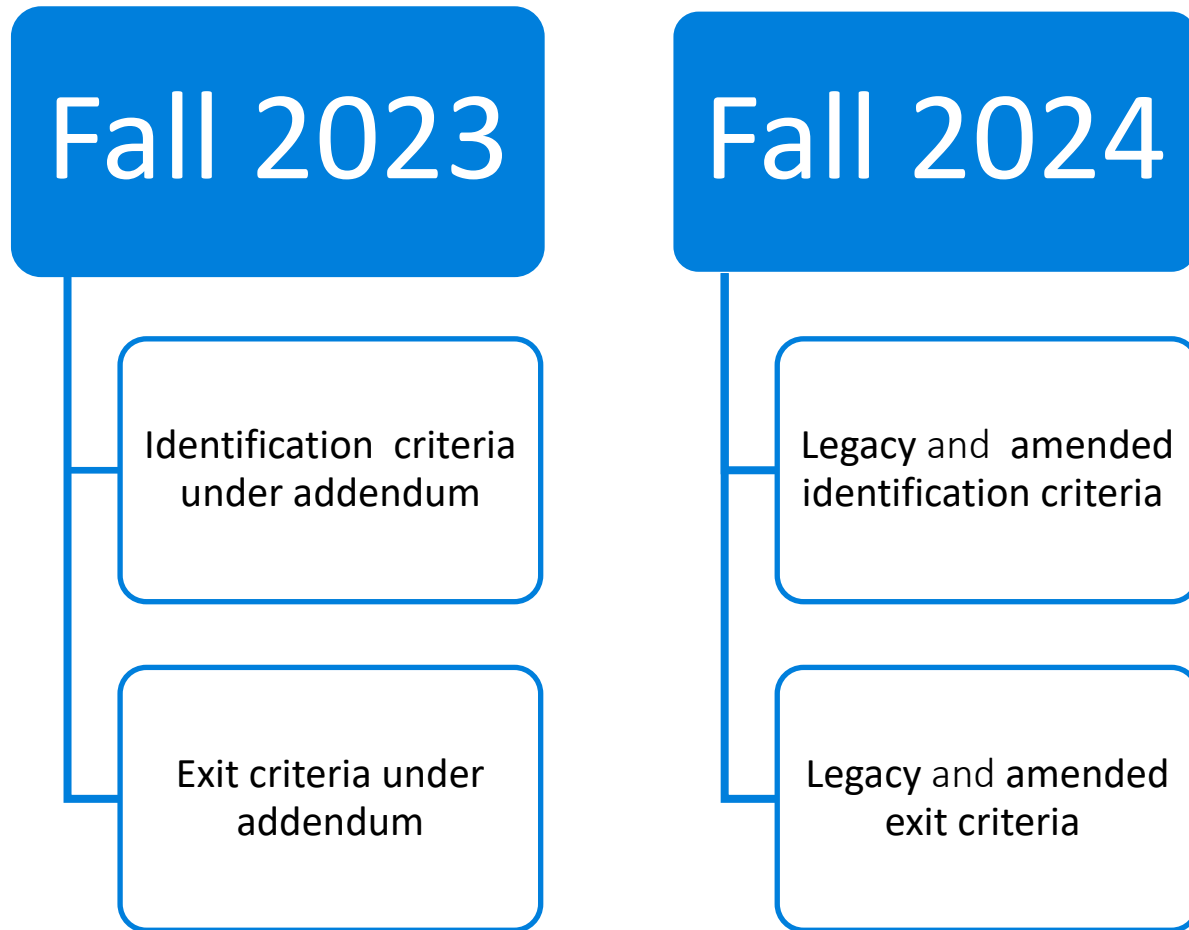 Fall 2023
Identification criteria
under addendum
Exit criteria under
addendum
Fall 2024
Legacy and amended
identification criteria
Legacy and amended
exit criteria